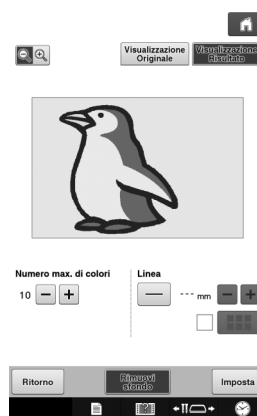 Visualizzazione Originale
Visualizzazione Risultato
Numero max. di colori
Linea
10
--- mm
Ritorno
Rimuovi sfondo
Imposta